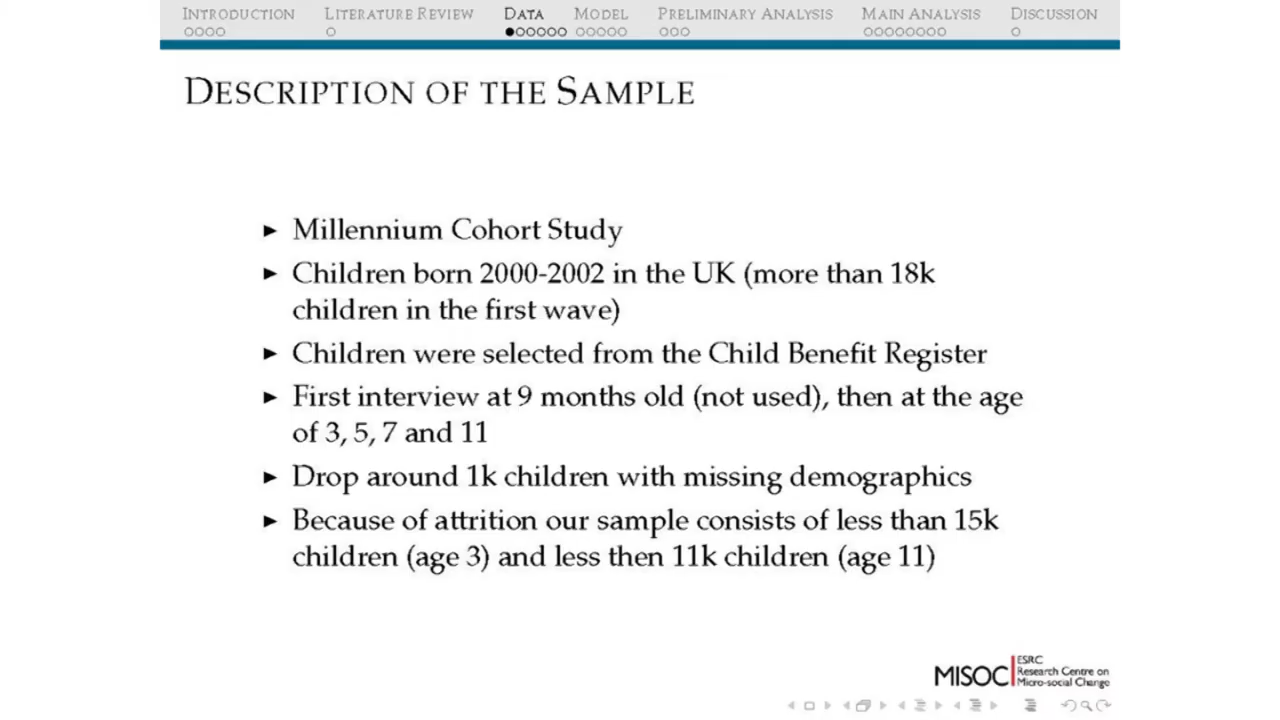 INTRODUCTION LITERATURE REVIEW DATA MODEL PRELIMINARY ANALYSIS MAIN ANALYSIS DISCUSSION
DESCRIPTION OF THE SAMPLE
Millennium Cohort Study
Children born 2000-2002 in the UK (more than 18k
children in the first wave)
Children were selected from the Child Benefit Register
First interview at 9 months old (not used), then at the age
of 3, 5, 7 and 11
Drop around 1k children with missing demographics
Because of attrition our sample consists of less than 15k
children (age 3) and less then 11k children (age 11)
MISOC
ESRC
Research Centre on
Micro-social Change